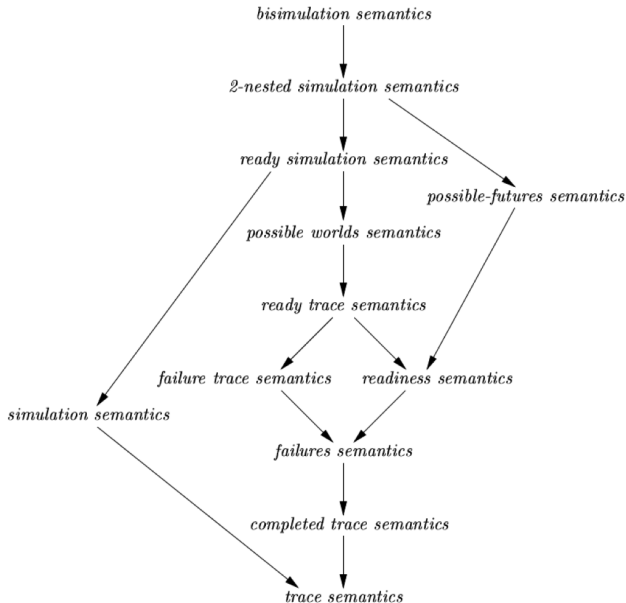 bisimulation semantics
2-nested simulation semantics
ready simulation semantics
possible-futures semantics
possible worlds semantics
ready trace semantics
failure trace semantics
readiness semantics
simulation semantics
failures semantics
completed trace semantics
trace semantics